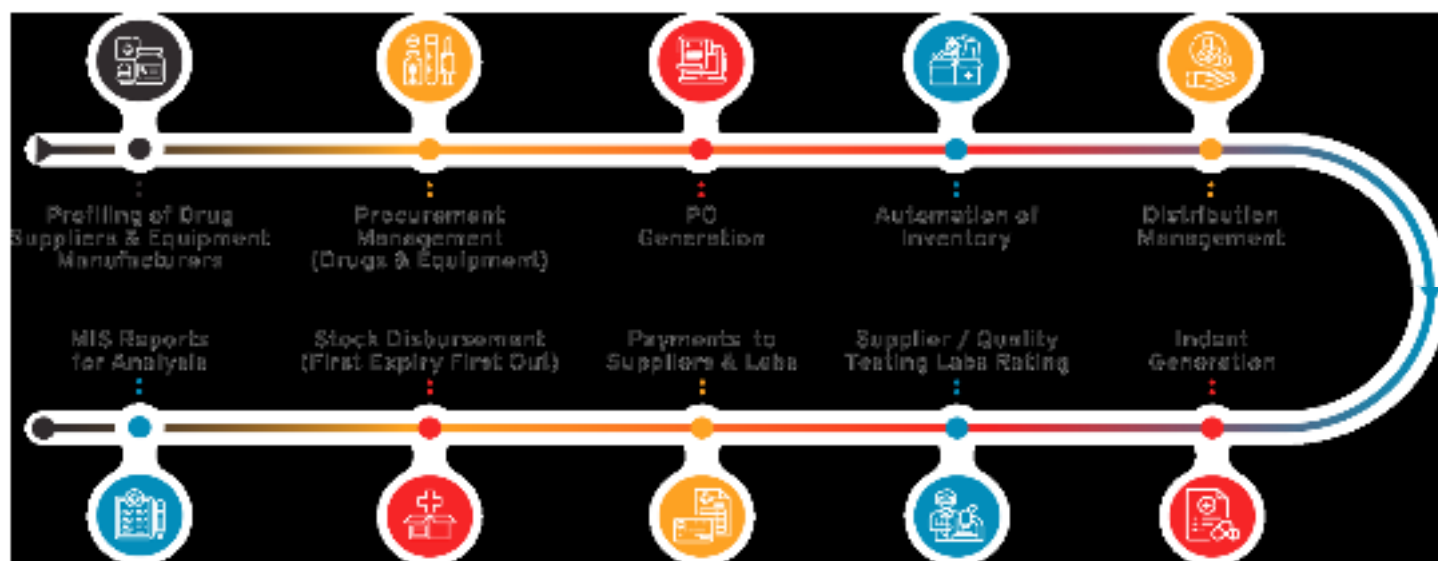 Profiling of Drug
Suppliers & Equipment
Manufacturers
Procurement
Management
(Drugs & Equipment)
PO
Generation
Automation of
Inventory
Distribution
Management
Indent
Generation
Supplier / Quality
Testing Labs Rating
Payments to
Suppliers & Labs
Stock Disbursement
(First Expiry First Out)
MIS Reports
for Analysis